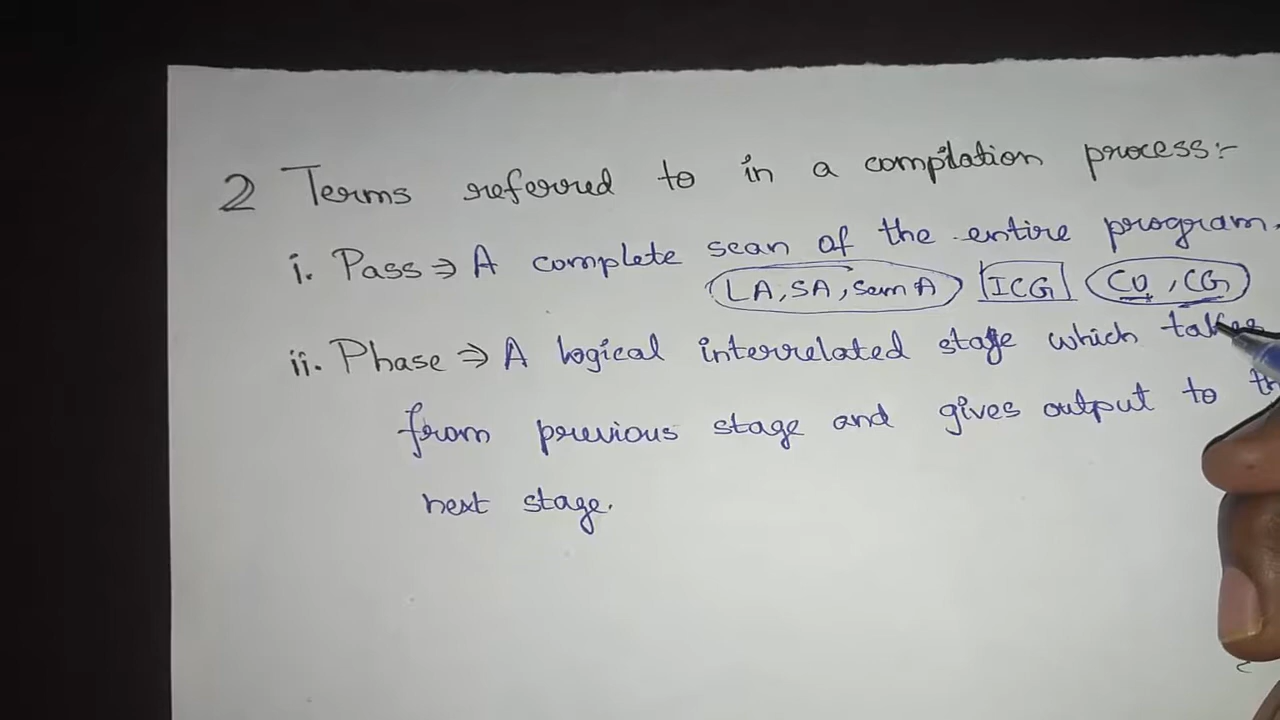 2 Terms referred to in a compilation process:-
i. Pass ⇒ A complete scan of the entire program.
LA, SA, Sem A ICG CO, CG
ii. Phase ⇒ A logical interrelated stage which takes
from previous stage and gives output to
next stage.